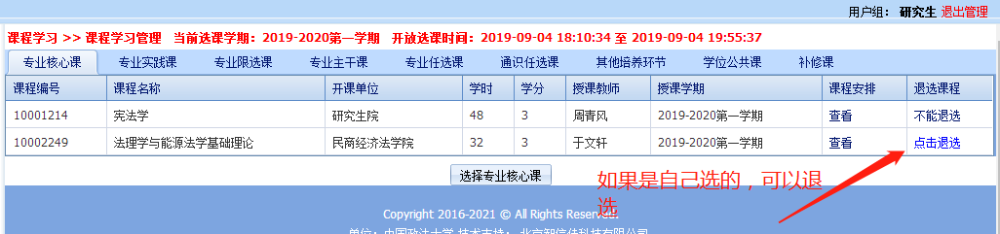 用户组： 研究生 退出管理
课程学习 >> 课程学习管理 当前选课学期：2019-2020第一学期 开放选课时间：2019-09-04 18:10:34 至 2019-09-04 19:55:37
专业核心课 专业实践课 专业限选课 专业主干课 专业任选课 通识任选课 其他培养环节 学位公共课 补修课
课程编号 课程名称 开课单位 学时 学分 授课教师 授课学期 课程安排 退选课程
10001214 宪法学 研究生院 48 3 周青风 2019-2020第一学期 查看 不能退选
10002249 法理学与能源法学基础理论 民商经济法学院 32 3 于文轩 2019-2020第一学期 查看 点击退选
选择专业核心课
如果是自己选的，可以退
选
Copyright 2016-2021 © All Rights Reserved.
单位：中国政法大学 技术支持： 北京智信佳科技有限公司